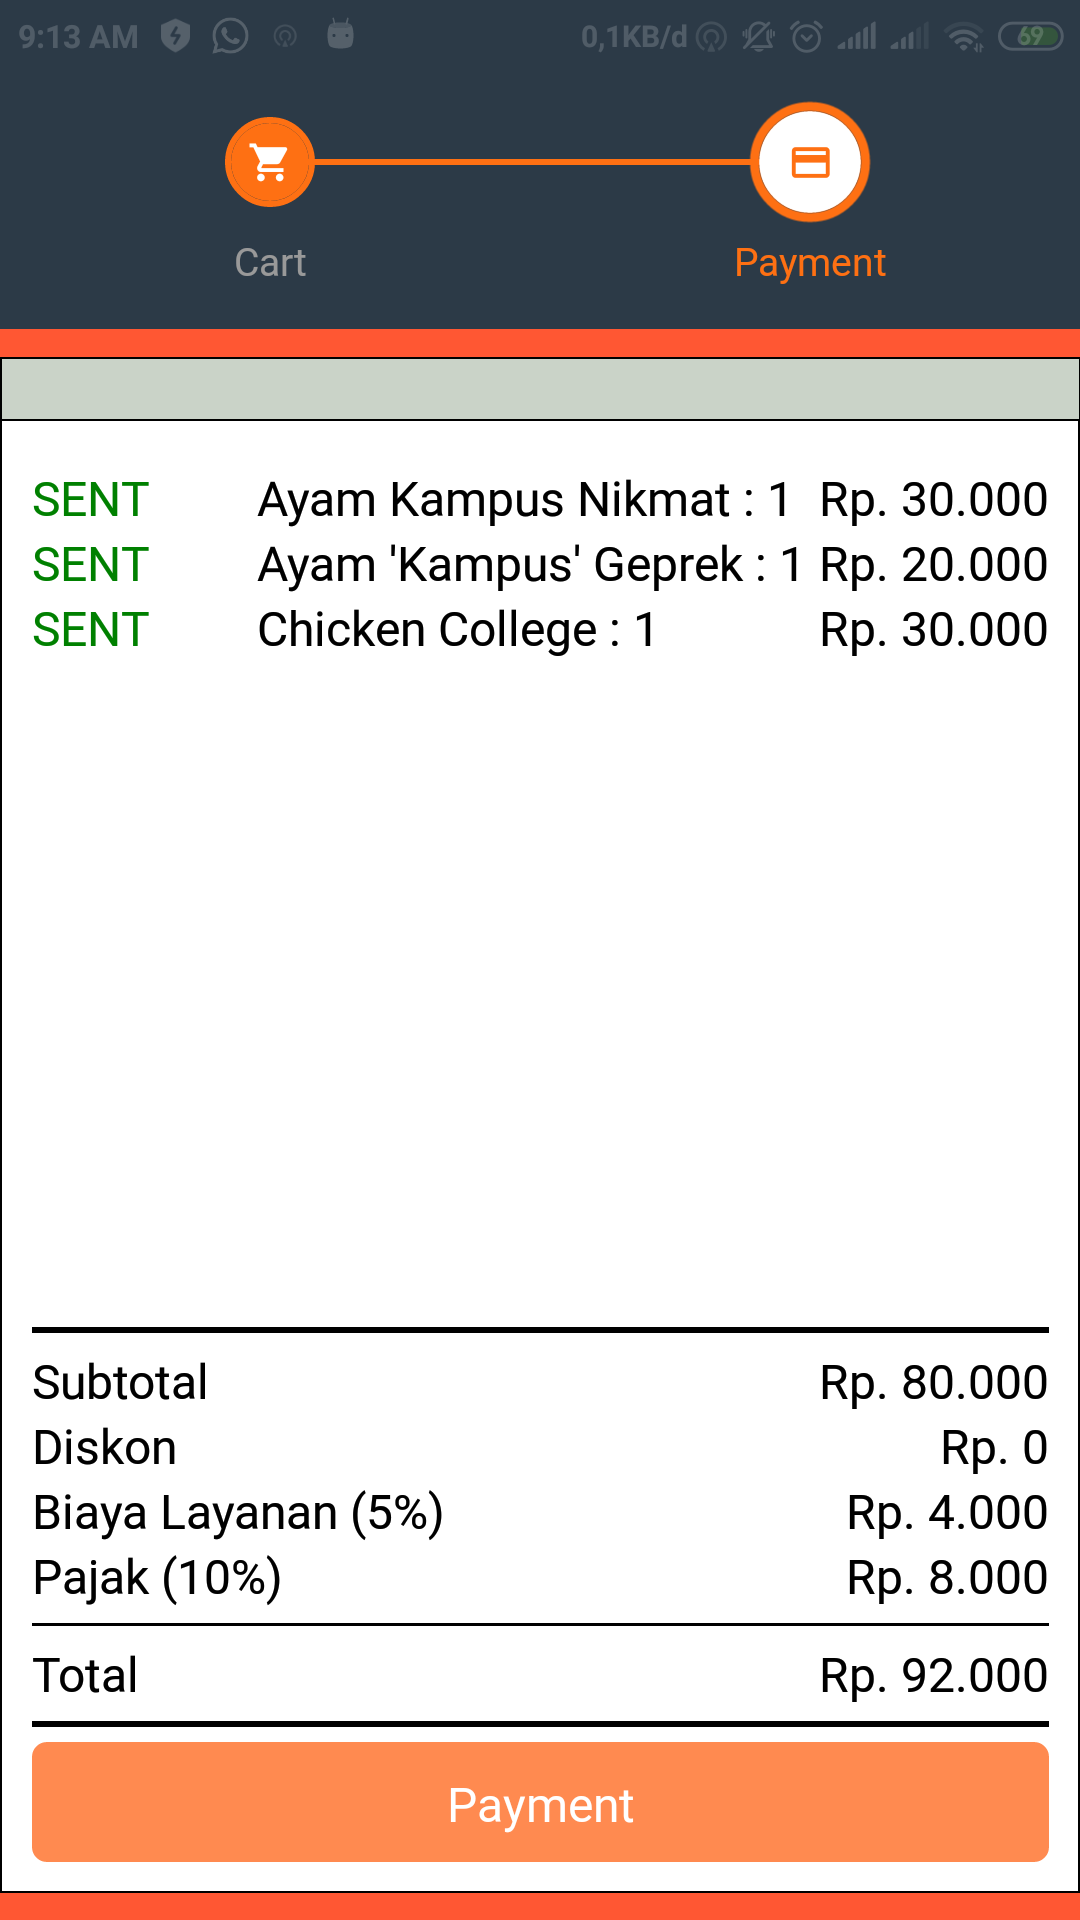 9:13 AM 0,1KB/d 69
Cart Payment
SENT Ayam Kampus Nikmat : 1 Rp. 30.000
SENT Ayam 'Kampus' Geprek : 1 Rp. 20.000
SENT Chicken College : 1 Rp. 30.000
Subtotal Rp. 80.000
Diskon Rp. 0
Biaya Layanan (5%) Rp. 4.000
Pajak (10%) Rp. 8.000
Total Rp. 92.000
Payment